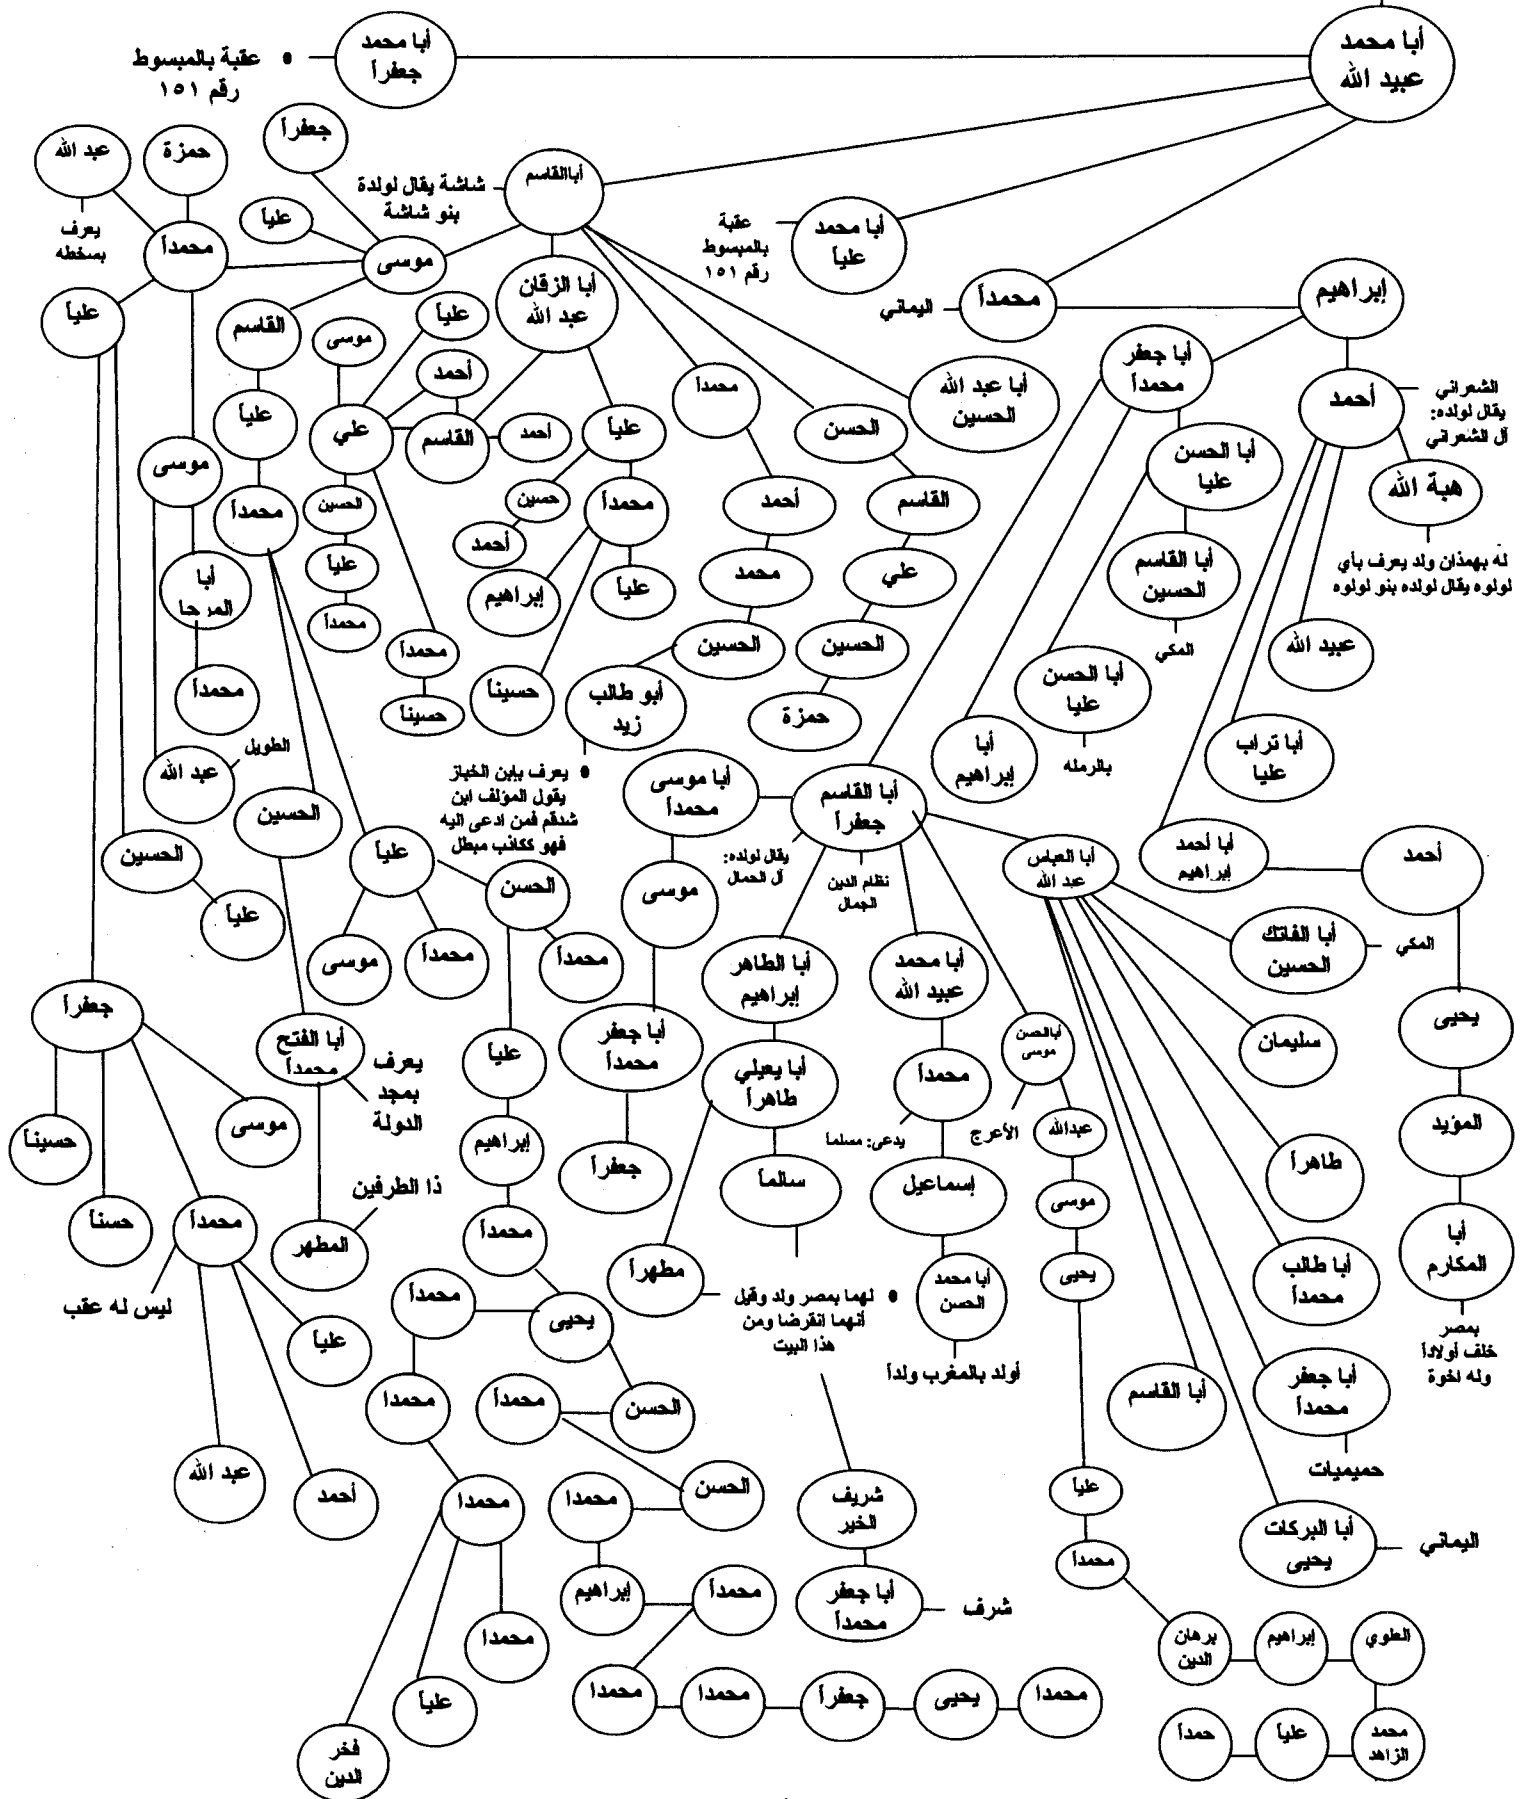 أبا محمد
عبيد الله
أبا محمد
جعفراً
عقبة بالمبسوط
رقم ١٥١
جعفراً
عبد الله
حمزة
أباالقاسم
شاشة يقال لولدة
بنو شاشة
علياً
يعرف
بسخطه
محمداً
موسى
عقبة
بالمبسوط
رقم ١٥١
أبا محمد
علياً
محمداً
اليماني
إبراهيم
علياً
القاسم
موسى
علياً
أبا الزقان
عبد الله
أبا جعفر
محمداً
أحمد
الشعراني
يقال لولده:
آل الشعراني
أحمد
محمداً
أبا عبد الله
الحسين
علياً
علي
القاسم
أحمد
علياً
الحسن
أبا الحسن
عليا
هبة الله
له بهمذان ولد يعرف بأي
لولوه يقال لولده بنو لولوه
موسى
محمداً
الحسين
حسين
محمداً
أحمد
القاسم
أحمد
علياً
إبراهيم
علياً
محمد
علي
أبا القاسم
الحسين
المكي
أبا
المرجا
محمداً
محمداً
الحسين
الحسين
عبيد الله
محمداً
حسيناً
حسيناً
أبو طالب
زيد
حمزة
أبا الحسن
عليا
بالرمله
أبا
إبراهيم
أبا تراب
عليا
الطويل
عبد الله
يعرف بإبن الخباز
يقول المؤلف ابن
شدقم فمن ادعى اليه
فهو ككانب مبطل
أبا موسى
محمداً
أبا القاسم
جعفراً
يقال لولده:
آل الحمال
نظام الدين
الجمال
أبا العباس
عبد الله
أبا أحمد
إبراهيم
أحمد
الحسين
الحسين
علياً
الحسن
موسى
علياً
موسى
محمداً
محمداً
أبا الطاهر
إبراهيم
أبا محمد
عبيد الله
أبا الفاتك
الحسين
المكي
جعفراً
أبا الفتح
محمداً
يعرف
بمجد
الدولة
علياً
أبا جعفر
محمداً
أبا يعيلي
طاهراً
محمداً
يدعى: مسلما
أباالحسن
موسى
الأعرج
سليمان
يحيى
حسيناً
موسى
إبراهيم
جعفراً
سالماً
إسماعيل
عبدالله
طاهراً
المؤيد
حسناً
محمداً
ليس له عقب
المطهر
ذا الطرفين
محمداً
مطهراً
لهما بمصر ولد وقيل
أنهما انقرضا ومن
هذا البيت
أبا محمد
الحسن
أولد بالمغرب ولداً
موسى
يحيى
أبا طالب
محمداً
أبا
المكارم
بمصر
خلف أولاداً
وله اخوة
علياً
محمداً
يحيى
محمدا
محمداً
الحسن
أبا القاسم
أبا جعفر
محمداً
حميميات
عبد الله
أحمد
محمدا
محمدا
الحسن
شريف
الخير
علياً
أبا البركات
يحيى
اليماني
محمدا
إبراهيم
محمداً
أبا جعفر
محمداً
شرف
محمداً
علياً
محمدا
محمدا
جعفراً
يحيى
محمدا
برهان
الدين
إبراهيم
العلوي
فخر
الدين
حمداً
علياً
محمد
الزاهد